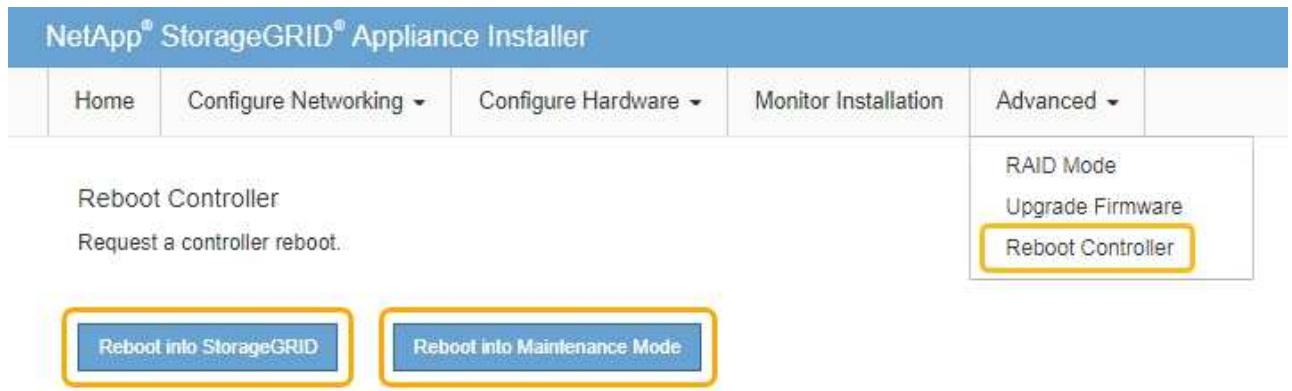 NetApp® StorageGRID® Appliance Installer
Home Configure Networking Configure Hardware Monitor Installation Advanced
RAID Mode
Upgrade Firmware
Reboot Controller
Reboot Controller
Request a controller reboot.
Reboot into StorageGRID Reboot into Maintenance Mode